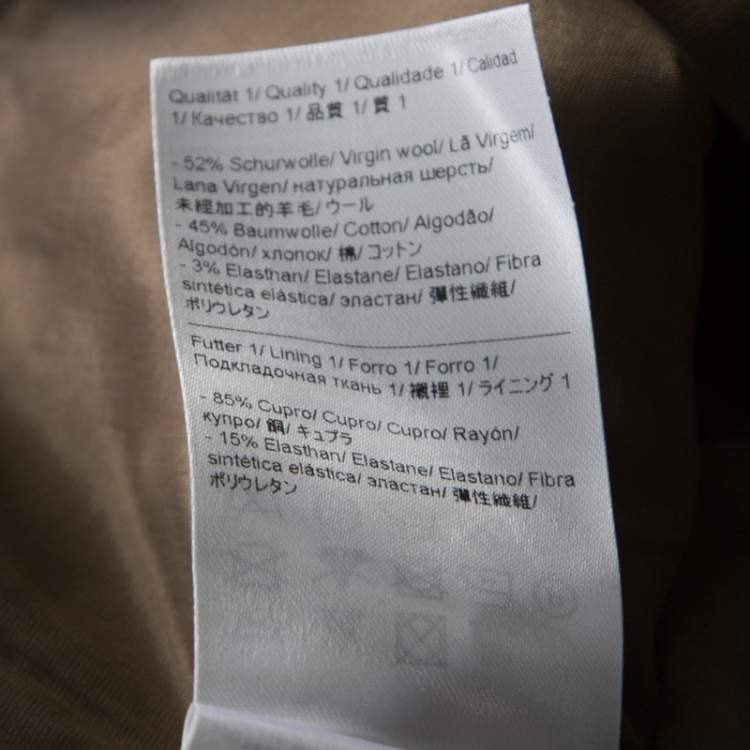 Qualität 1/ Quality 1/ Qualidade 1/ Calidad
1/ Качество 1/ 品質 1/ 質 1
- 52% Schurwolle/ Virgin wool/ Lã Virgem/
Lana Virgen/ натуральная шерсть/
未經加工的羊毛/ ウール
- 45% Baumwolle/ Cotton/ Algodão/
Algodón/ хлопок/ 棉/ コットン
- 3% Elasthan/ Elastane/ Elastano/ Fibra
sintética elástica/ эластан/ 彈性纖維/
ポリウレタン
Futter 1/ Lining 1/ Forro 1/ Forro 1/
Подкладочная ткань 1/ 襯裡 1/ ライニング 1
- 85% Cupro/ Cupro/ Cupro/ Rayón/
купро/ 銅/ キュプラ
- 15% Elasthan/ Elastane/ Elastano/ Fibra
sintética elástica/ эластан/ 彈性纖維/
ポリウレタン